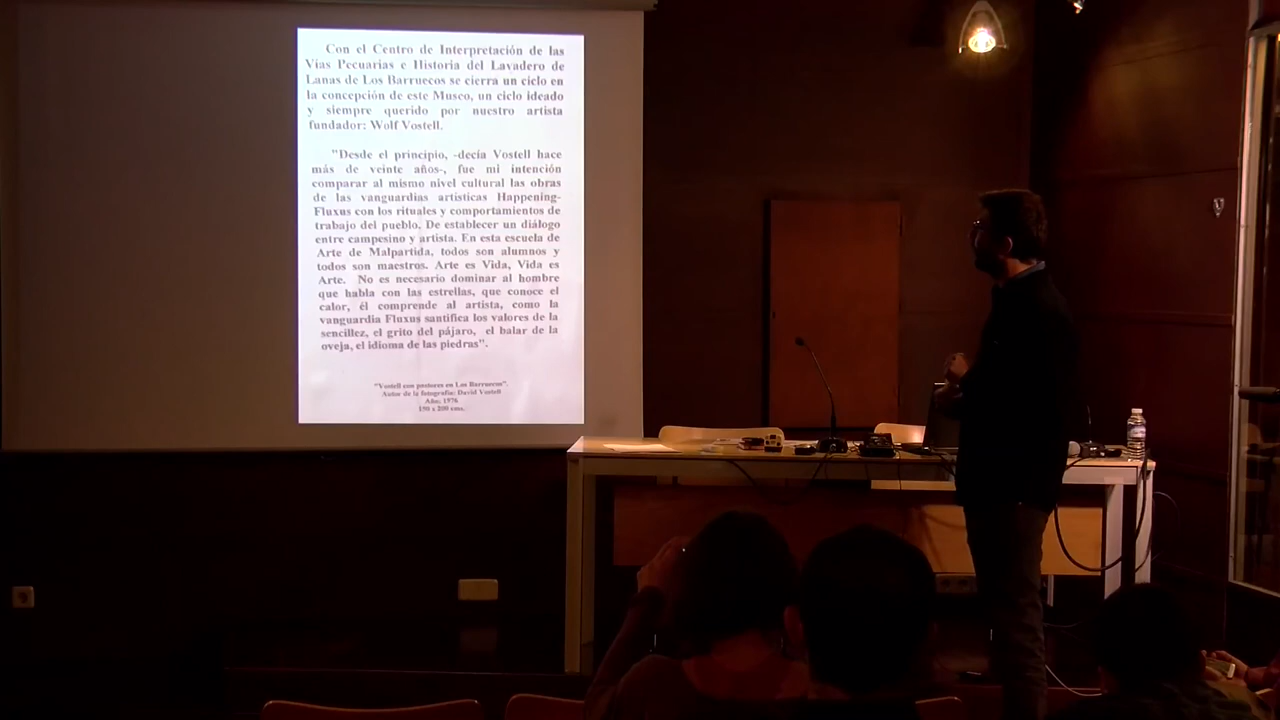 Con el Centro de Interpretación de las
Vías Pecuarias e Historia del Lavadero de
Lanas de Los Barruecos se cierra un ciclo en
la concepción de este Museo, un ciclo ideado
y siempre querido por nuestro artista
fundador: Wolf Vostell.
"Desde el principio, -decía Vostell hace
más de veinte años-, fue mi intención
comparar al mismo nivel cultural las obras
de las vanguardias artísticas Happening-
Fluxus con los rituales y comportamientos de
trabajo del pueblo. De establecer un diálogo
entre campesino y artista. En esta escuela de
Arte de Malpartida, todos son alumnos y
todos son maestros. Arte es Vida, Vida es
Arte. No es necesario dominar al hombre
que habla con las estrellas, que conoce el
calor, él comprende al artista, como la
vanguardia Fluxus santifica los valores de la
sencillez, el grito del pájaro, el balar de la
oveja, el idioma de las piedras".
"Vostell con pastores en Los Barruecos".
Autor de la fotografía: David Vostell
Año: 1976
150 x 200 cms.